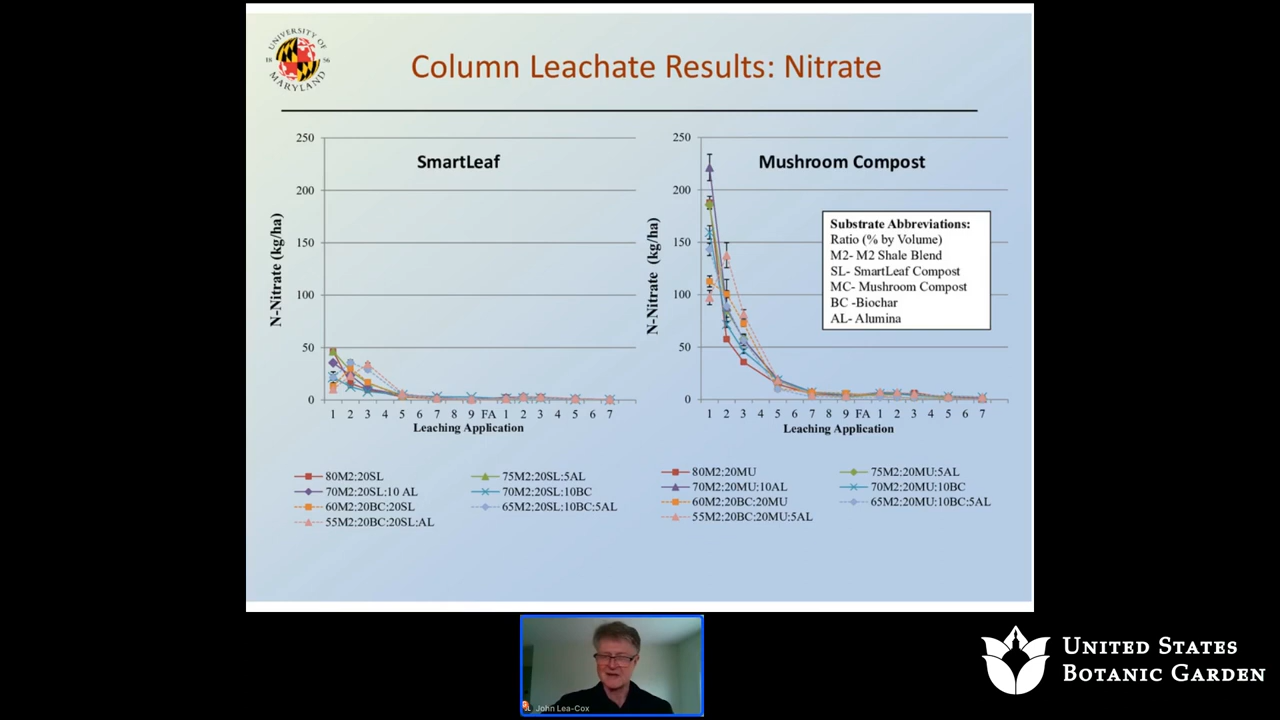 UNIVERSITY OF
18 56
MARYLAND
Column Leachate Results: Nitrate
SmartLeaf
N-Nitrate (kg/ha)
250
200
150
100
50
0
1 2 3 4 5 6 7 8 9 FA 1 2 3 4 5 6 7
Leaching Application
80M2:20SL
75M2:20SL:5AL
70M2:20SL:10 AL
70M2:20SL:10BC
60M2:20BC:20SL
65M2:20SL:10BC:5AL
55M2:20BC:20SL:AL
Mushroom Compost
N-Nitrate (kg/ha)
250
200
150
100
50
0
1 2 3 4 5 6 7 8 9 FA 1 2 3 4 5 6 7
Leaching Application
Substrate Abbreviations:
Ratio (% by Volume)
M2- M2 Shale Blend
SL- SmartLeaf Compost
MC- Mushroom Compost
BC -Biochar
AL- Alumina
80M2:20MU
75M2:20MU:5AL
70M2:20MU:10AL
70M2:20MU:10BC
60M2:20BC:20MU
65M2:20MU:10BC:5AL
55M2:20BC:20MU:5AL
John Lea-Cox
UNITED STATES
BOTANIC GARDEN